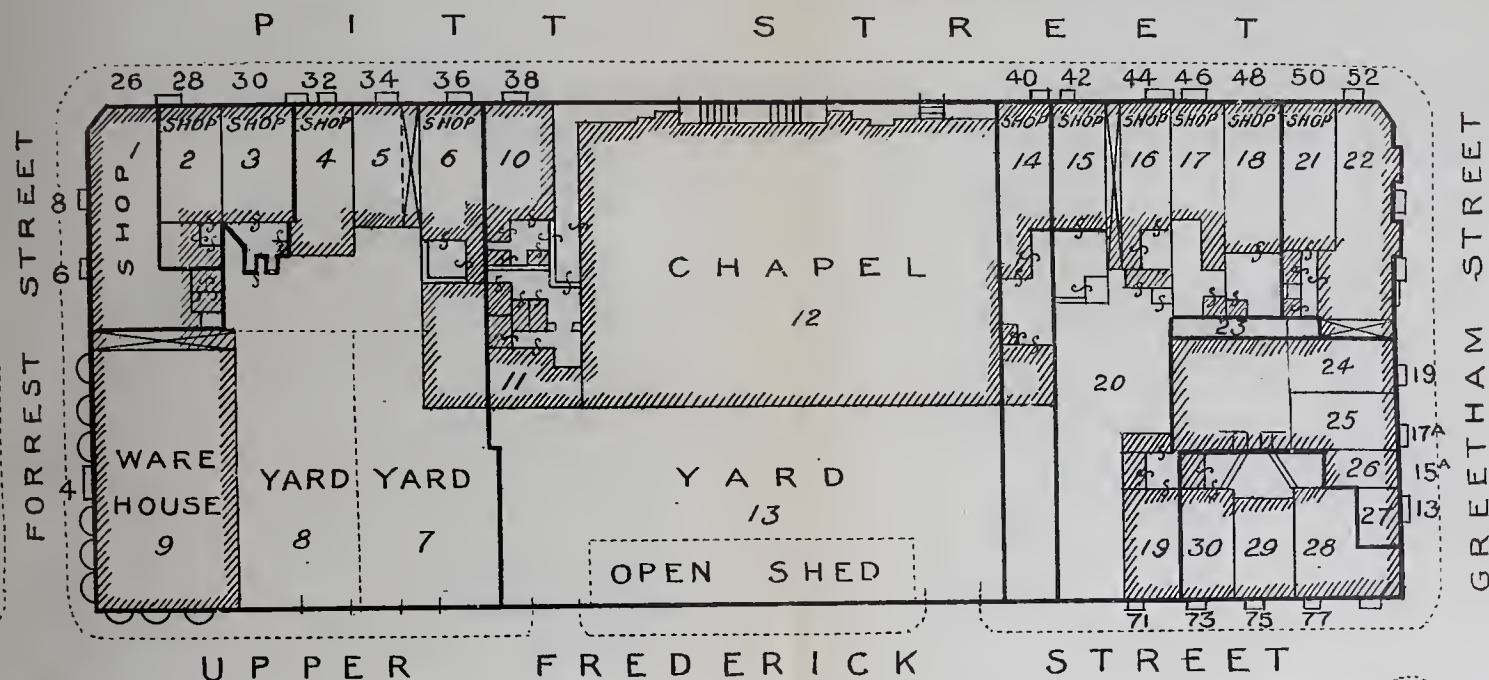 PITT STREET
26 28 30 32 34 36 38 40 42 44 46 48 50 52
SHOP SHOP SHOP SHOP SHOP SHOP SHOP SHOP SHOP SHOP SHOP
2 3 4 5 6 10 14 15 16 17 18 21 22
SHOP 1
FORREST STREET
8
6
4
CHAPEL
12
GREETHAM STREET
23
24 19
20
25 17A
11
26 15A
27 13
WARE
HOUSE
9
YARD
8
YARD
7
YARD
13
OPEN SHED
19 30 29 28
71 73 75 77
UPPER FREDERICK STREET